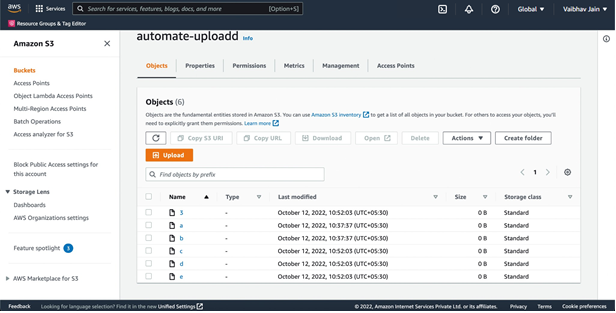 aws
Services
Search for services, features, blogs, docs, and more
[Option+S]
Global
Vaibhav Jain
Resource Groups & Tag Editor
Amazon S3
Buckets
Access Points
Object Lambda Access Points
Multi-Region Access Points
Batch Operations
Access analyzer for S3
Block Public Access settings for
this account
Storage Lens
Dashboards
AWS Organizations settings
Feature spotlight 3
AWS Marketplace for S3
automate-uploadd Info
Objects Properties Permissions Metrics Management Access Points
Objects (6)
Objects are the fundamental entities stored in Amazon S3. You can use Amazon S3 inventory to get a list of all objects in your bucket. For others to access your objects, you'll
need to explicitly grant them permissions. Learn more
Copy S3 URI Copy URL Download Open Delete Actions Create folder
Upload
Find objects by prefix
1
Name Type Last modified Size Storage class
3 - October 12, 2022, 10:52:03 (UTC+05:30) 0 B Standard
a - October 12, 2022, 10:37:37 (UTC+05:30) 0 B Standard
b - October 12, 2022, 10:37:37 (UTC+05:30) 0 B Standard
c - October 12, 2022, 10:52:03 (UTC+05:30) 0 B Standard
d - October 12, 2022, 10:52:03 (UTC+05:30) 0 B Standard
e - October 12, 2022, 10:52:03 (UTC+05:30) 0 B Standard
Feedback Looking for language selection? Find it in the new Unified Settings © 2022, Amazon Internet Services Private Ltd. or its affiliates. Privacy Terms Cookie preferences